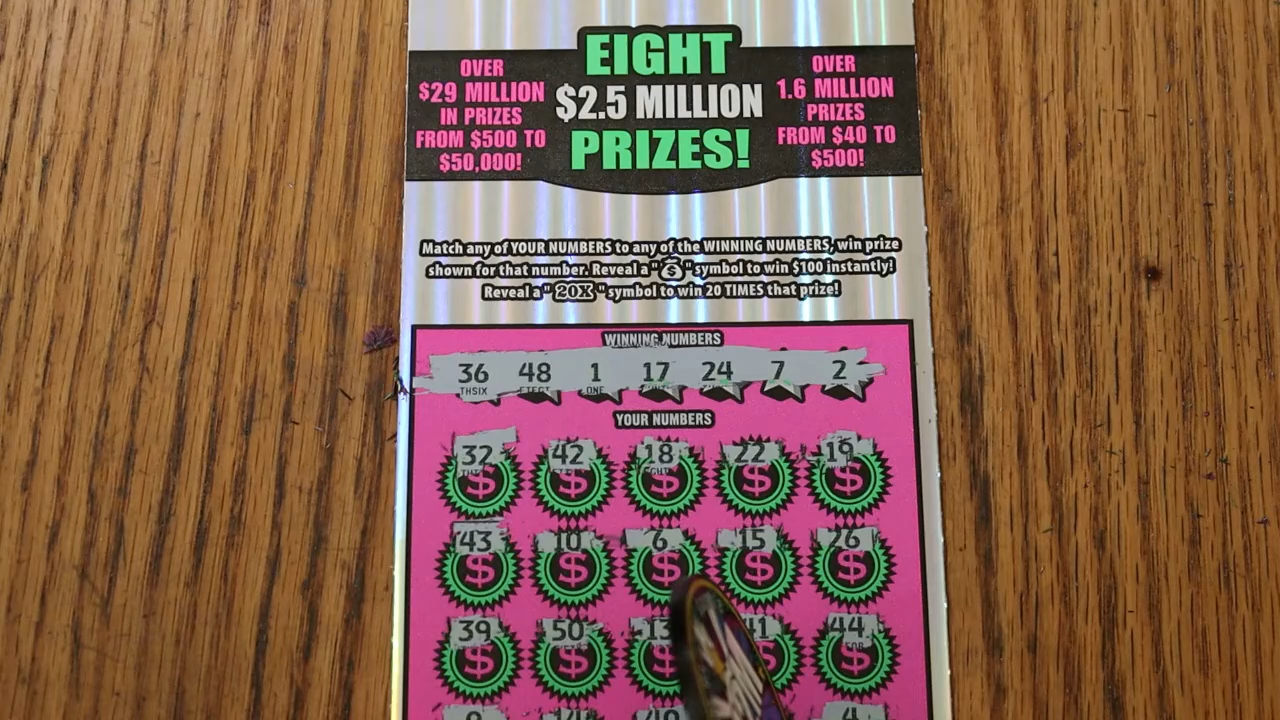 EIGHT
$2.5 MILLION
PRIZES!
OVER
$29 MILLION
IN PRIZES
FROM $500 TO
$50,000!
OVER
1.6 MILLION
PRIZES
FROM $40 TO
$500!
Match any of YOUR NUMBERS to any of the WINNING NUMBERS, win prize
shown for that number. Reveal a "$" symbol to win $100 instantly!
Reveal a "20X" symbol to win 20 TIMES that prize!
WINNING NUMBERS
36 48 1 17 24 7 2
THSIX ONE
YOUR NUMBERS
32 42 18 22 19
$ $ $ $ $
43 10 6 15 26
$ $ $ $ $
39 50 13 41 44
FOR
$ $ $ $ $